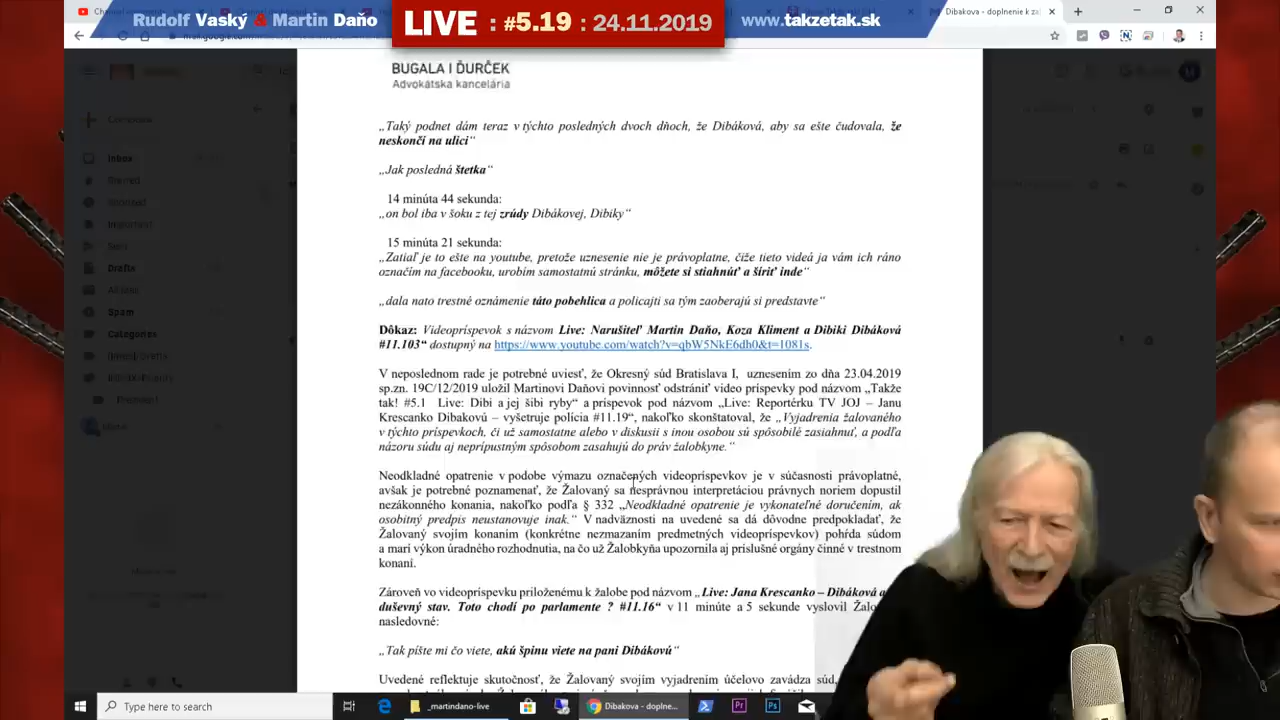 Rudolf Vaský & Martin Daňo
LIVE : #5.19 : 24.11.2019
www.takzetak.sk
Dibakova - doplnenie k za
BUGALA I ĎURČEK
Advokátska kancelária
„Taký podnet dám teraz v týchto posledných dvoch dňoch, že Dibáková, aby sa ešte čudovala, že
neskončí na ulici“
„Jak posledná štetka“
14 minúta 44 sekunda:
„on bol iba v šoku z tej zrúdy Dibákovej, Dibiky“
15 minúta 21 sekunda:
„Zatiaľ je to ešte na youtube, pretože uznesenie nie je právoplatne, čiže tieto videá ja vám ich ráno
označím na facebooku, urobím samostatnú stránku, môžete si stiahnúť a šíriť inde“
„dala nato trestné oznámenie táto pobehlica a policajti sa tým zaoberajú si predstavte“
Dôkaz: Videopríspevok s názvom Live: Narušiteľ Martin Daňo, Koza Kliment a Dibiki Dibáková
#11.103“ dostupný na https://www.youtube.com/watch?v=qbW5NkE6dh0&t=1081s.
V neposlednom rade je potrebné uviesť, že Okresný súd Bratislava I, uznesením zo dňa 23.04.2019
sp.zn. 19C/12/2019 uložil Martinovi Daňovi povinnosť odstrániť video príspevky pod názvom „Takže
tak! #5.1 Live: Dibi a jej šibi ryby“ a príspevok pod názvom „Live: Reportérku TV JOJ – Janu
Krescanko Dibakovú – vyšetruje polícia #11.19“, nakoľko skonštatoval, že „Vyjadrenia žalovaného
v týchto príspevkoch, či už samostatne alebo v diskusii s inou osobou sú spôsobilé zasiahnuť, a podľa
názoru súdu aj neprípustným spôsobom zasahujú do práv žalobkyne.“
Neodkladné opatrenie v podobe výmazu označených videopríspevkov je v súčasnosti právoplatné,
avšak je potrebné poznamenať, že Žalovaný sa nesprávnou interpretáciou právnych noriem dopustil
nezákonného konania, nakoľko podľa § 332 „Neodkladné opatrenie je vykonateľné doručením, ak
osobitný predpis neustanovuje inak.“ V nadväznosti na uvedené sa dá dôvodne predpokladať, že
Žalovaný svojím konaním (konkrétne nezmazaním predmetných videopríspevkov) pohŕda súdom
a marí výkon úradného rozhodnutia, na čo už Žalobkyňa upozornila aj príslušné orgány činné v trestnom
konaní.
Zároveň vo videopríspevku priloženému k žalobe pod názvom „Live: Jana Krescanko – Dibáková a
duševný stav. Toto chodí po parlamente ? #11.16“ v 11 minúte a 5 sekunde vyslovil
nasledovné:
„Tak píšte mi čo viete, akú špinu viete na pani Dibákovú“
Uvedené reflektuje skutočnosť, že Žalovaný svojím vyjadrením účelovo zavádza súd,
Inbox
Drafts
Spam
Categories
Type here to search
_martindano-live
Dibakova - doplne...